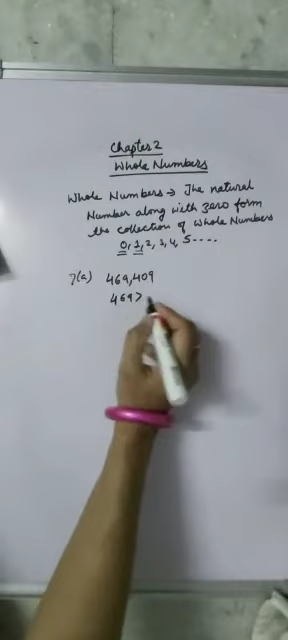 Chapter 2
Whole Numbers
Whole Numbers → The natural
Number along with zero form
the collection of Whole Numbers
0, 1, 2, 3, 4, 5....
7(a) 469,409
469>